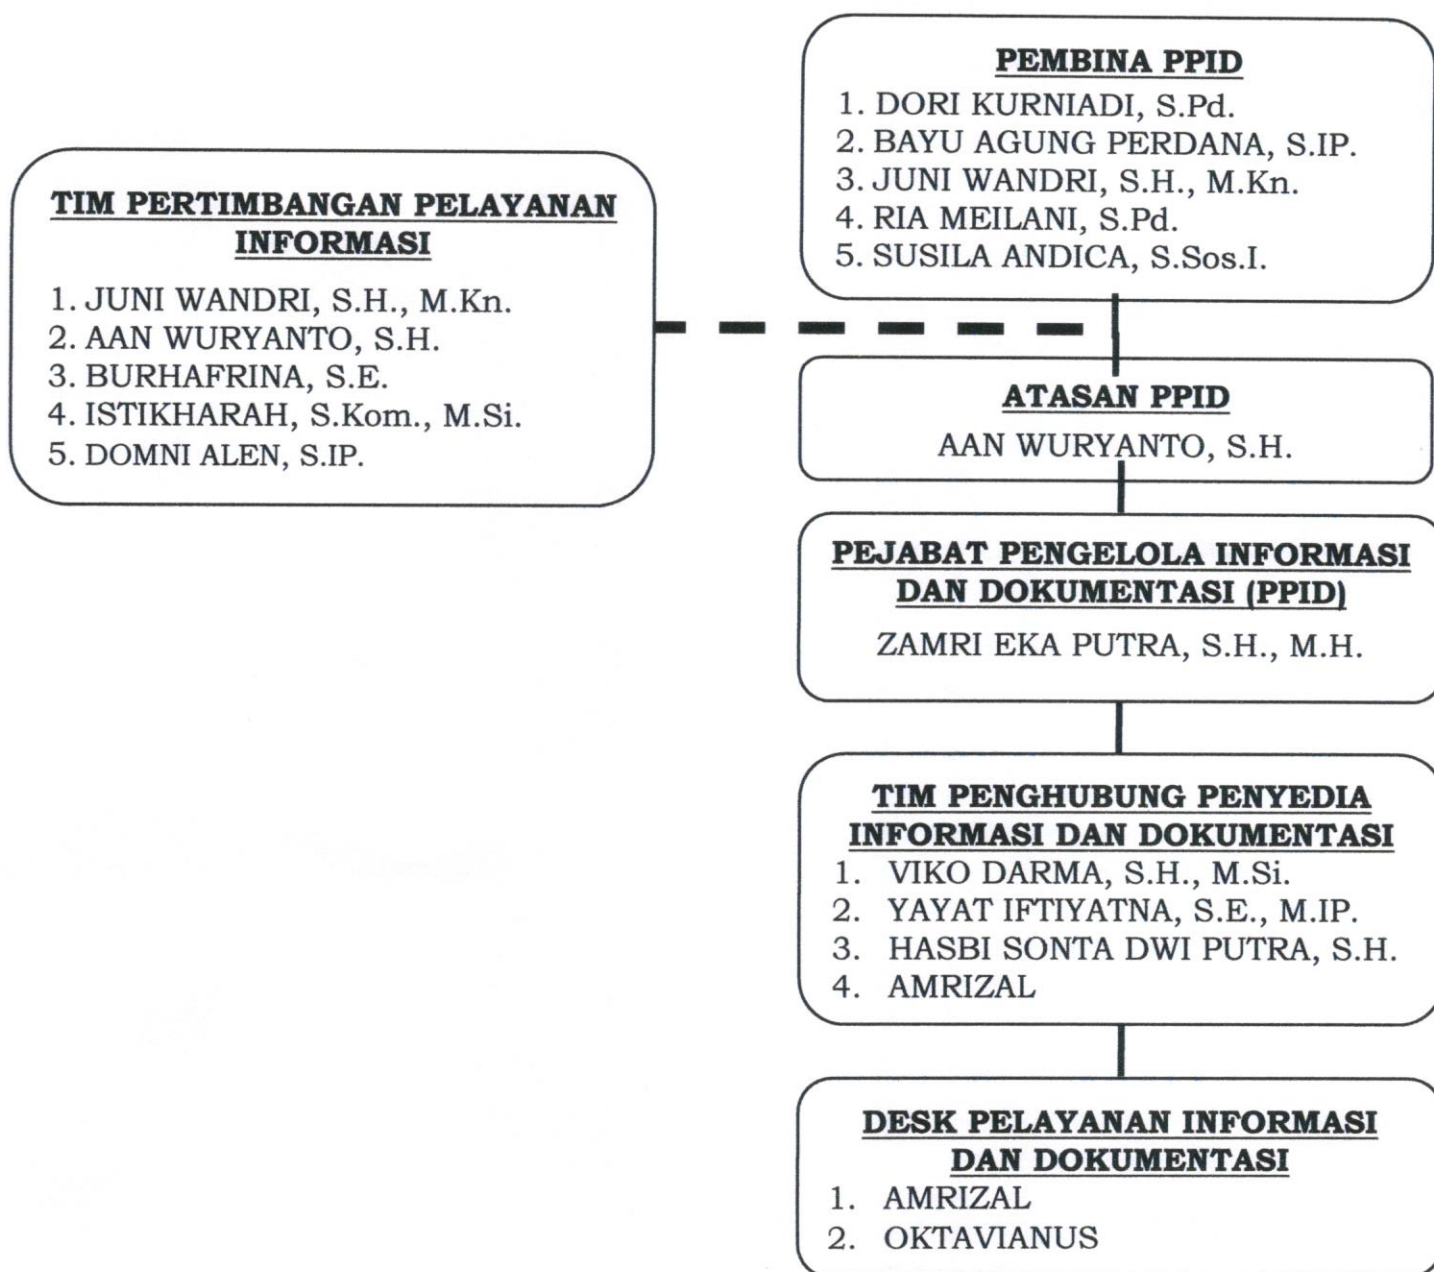 PEMBINA PPID
1. DORI KURNIADI, S.Pd.
2. BAYU AGUNG PERDANA, S.IP.
3. JUNI WANDRI, S.H., M.Kn.
4. RIA MEILANI, S.Pd.
5. SUSILA ANDICA, S.Sos.I.
TIM PERTIMBANGAN PELAYANAN
INFORMASI
1. JUNI WANDRI, S.H., M.Kn.
2. AAN WURYANTO, S.H.
3. BURHAFRINA, S.E.
4. ISTIKHARAH, S.Kom., M.Si.
5. DOMNI ALEN, S.IP.
ATASAN PPID
AAN WURYANTO, S.H.
PEJABAT PENGELOLA INFORMASI
DAN DOKUMENTASI (PPID)
ZAMRI EKA PUTRA, S.H., M.H.
TIM PENGHUBUNG PENYEDIA
INFORMASI DAN DOKUMENTASI
1. VIKO DARMA, S.H., M.Si.
2. YAYAT IFTIYATNA, S.E., M.IP.
3. HASBI SONTA DWI PUTRA, S.H.
4. AMRIZAL
DESK PELAYANAN INFORMASI
DAN DOKUMENTASI
1. AMRIZAL
2. OKTAVIANUS